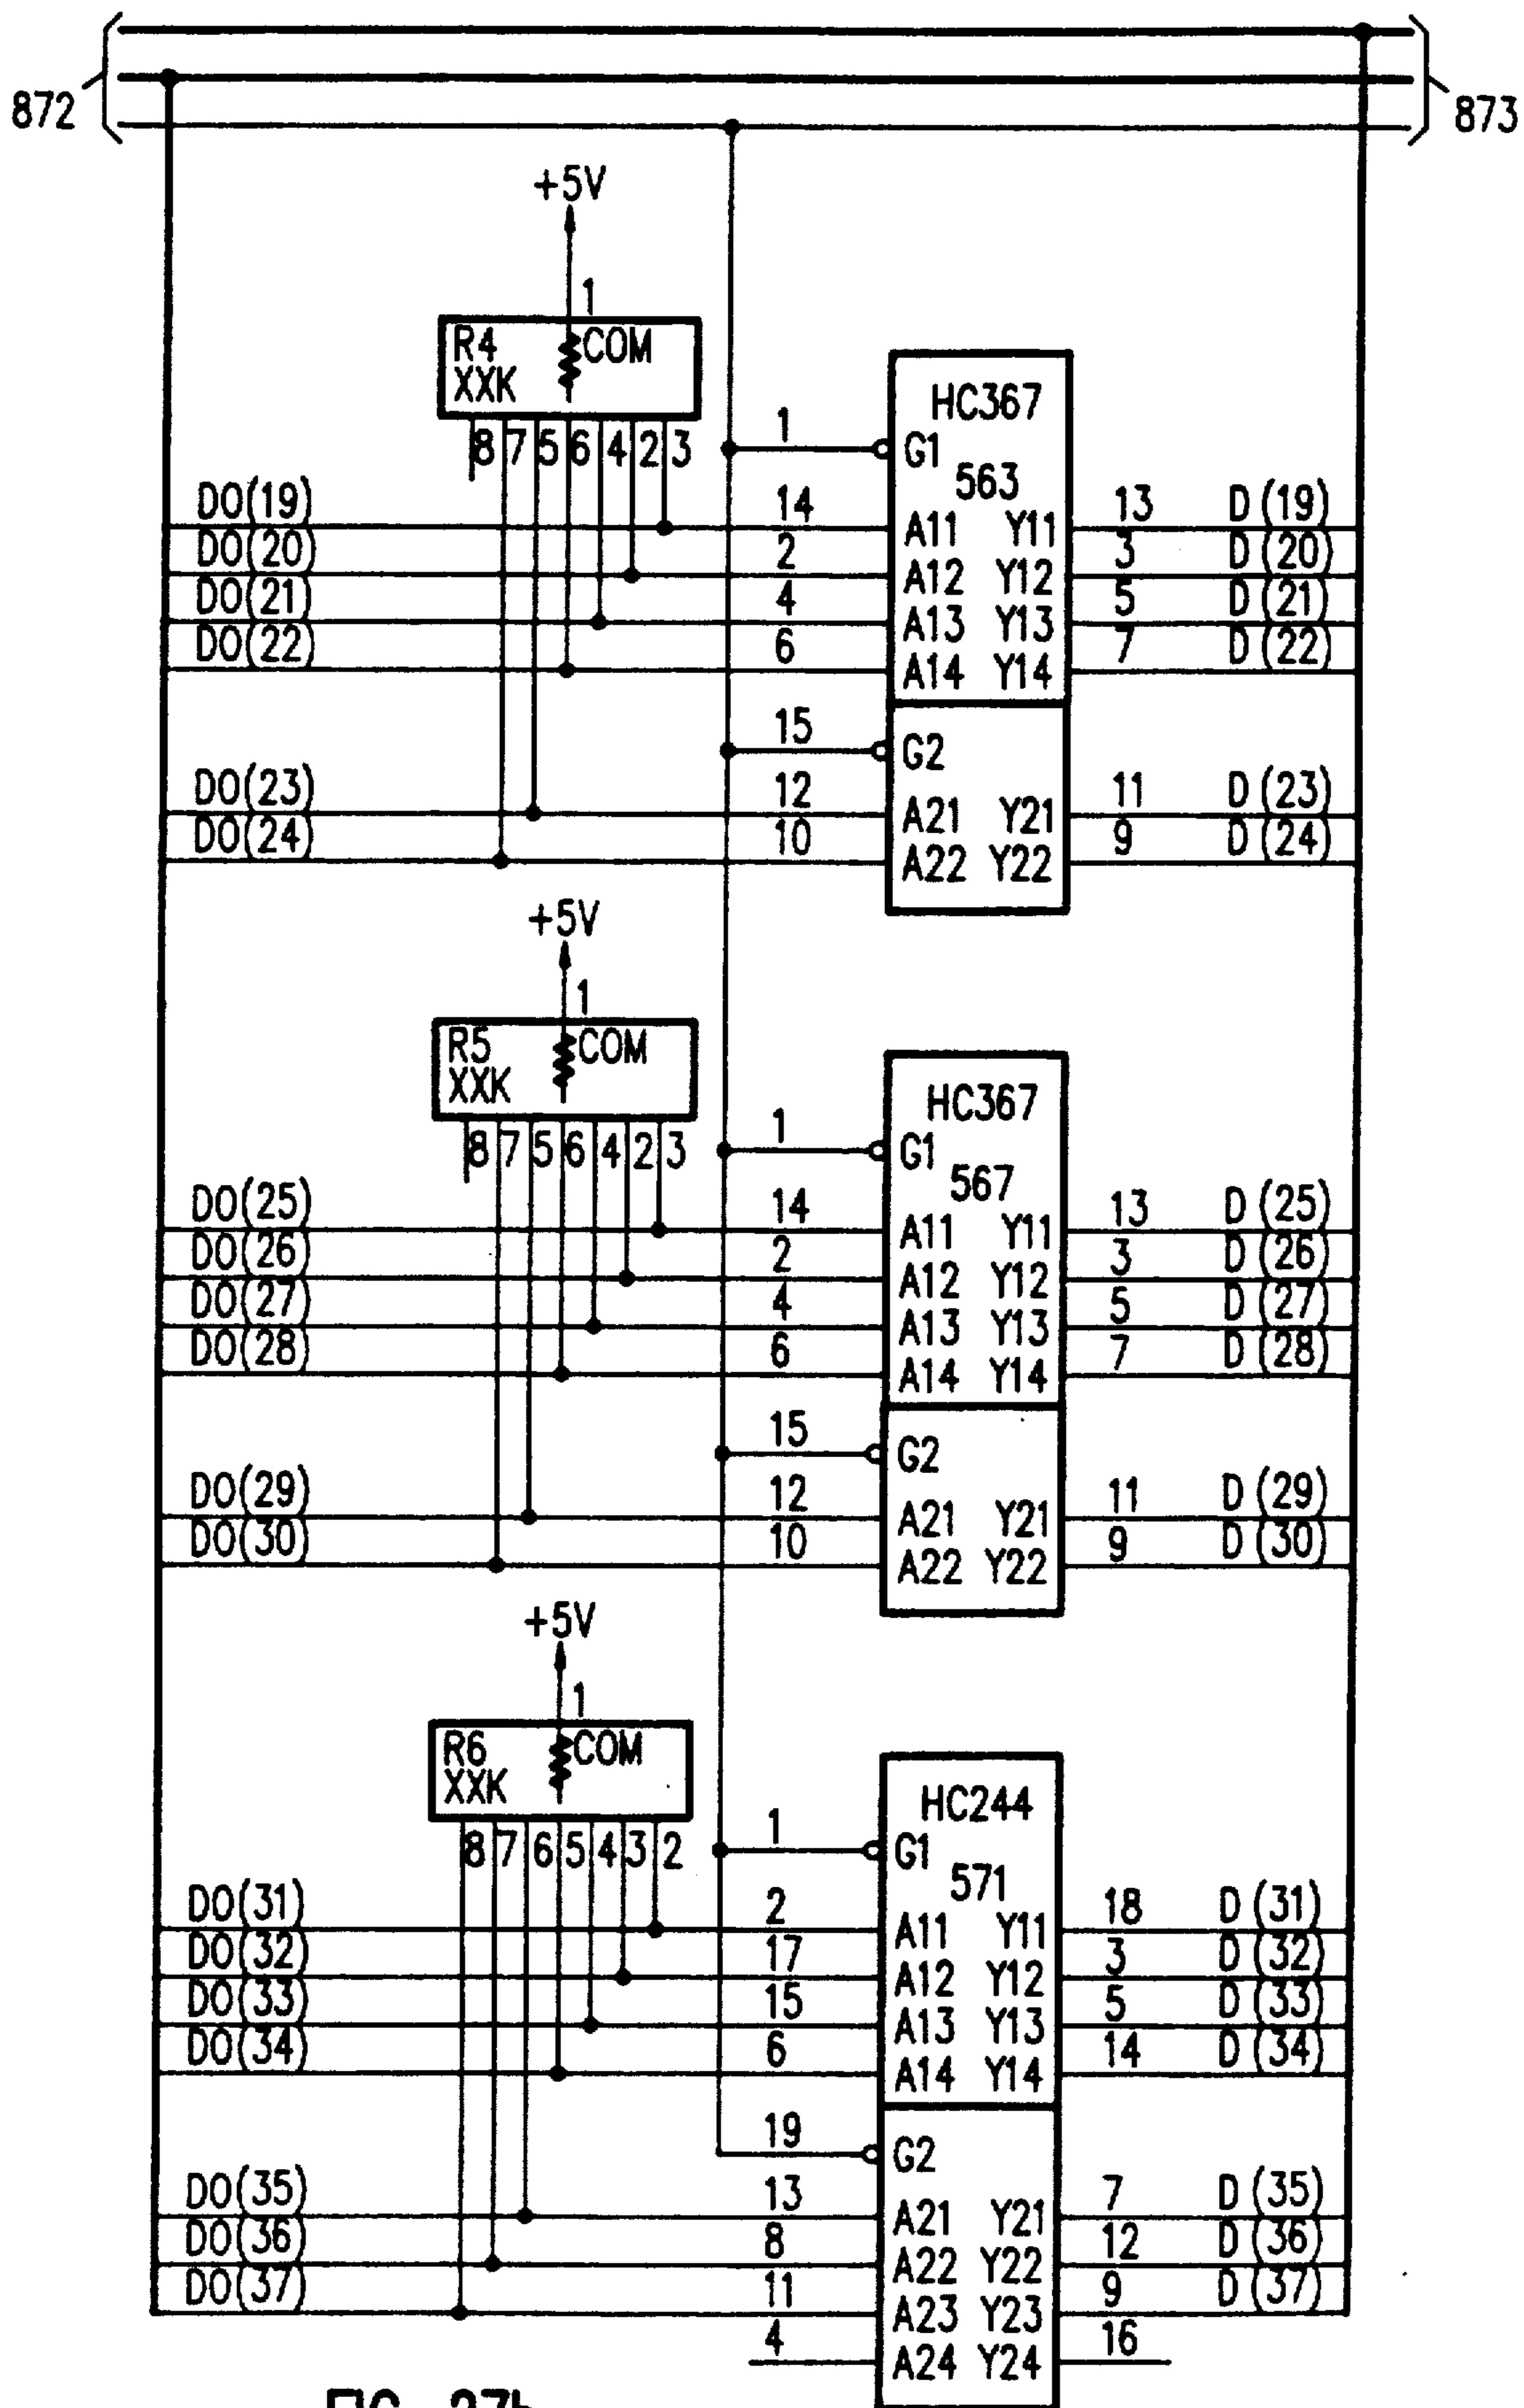 872
873
+5V
1
R4 COM
XXK
8 7 5 6 4 2 3
HC367
1 G1
563
DO(19) 14 A11 Y11 13 D (19)
DO(20) 2 A12 Y12 3 D (20)
DO(21) 4 A13 Y13 5 D (21)
DO(22) 6 A14 Y14 7 D (22)
15 G2
DO(23) 12 A21 Y21 11 D (23)
DO(24) 10 A22 Y22 9 D (24)
+5V
1
R5 COM
XXK
8 7 5 6 4 2 3
HC367
1 G1
567
DO(25) 14 A11 Y11 13 D (25)
DO(26) 2 A12 Y12 3 D (26)
DO(27) 4 A13 Y13 5 D (27)
DO(28) 6 A14 Y14 7 D (28)
15 G2
DO(29) 12 A21 Y21 11 D (29)
DO(30) 10 A22 Y22 9 D (30)
+5V
1
R6 COM
XXK
8 7 6 5 4 3 2
HC244
1 G1
571
DO(31) 2 A11 Y11 18 D (31)
DO(32) 17 A12 Y12 3 D (32)
DO(33) 15 A13 Y13 5 D (33)
DO(34) 6 A14 Y14 14 D (34)
19 G2
DO(35) 13 A21 Y21 7 D (35)
DO(36) 8 A22 Y22 12 D (36)
DO(37) 11 A23 Y23 9 D (37)
4 A24 Y24 16